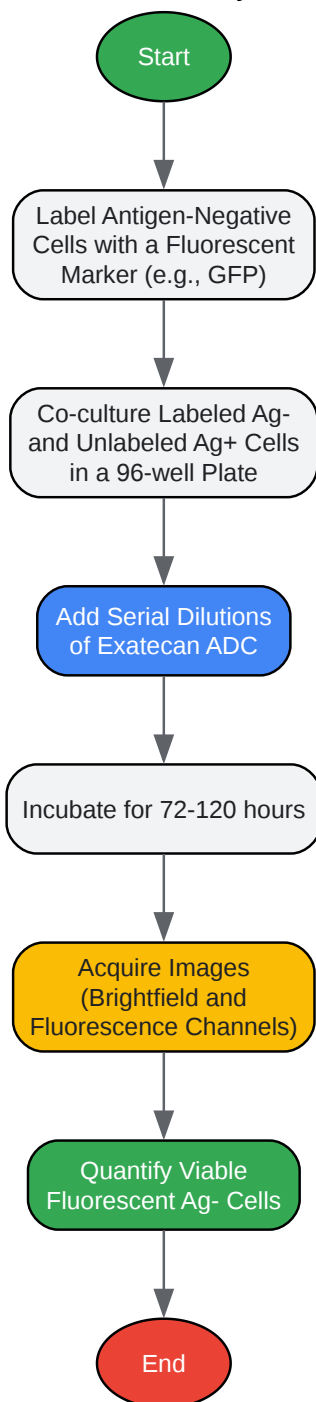 Start
Label Antigen-Negative
Cells with a Fluorescent
Marker (e.g., GFP)
Co-culture Labeled Ag-
and Unlabeled Ag+ Cells
in a 96-well Plate
Add Serial Dilutions
of Exatecan ADC
Incubate for 72-120 hours
Acquire Images
(Brightfield and
Fluorescence Channels)
Quantify Viable
Fluorescent Ag- Cells
End